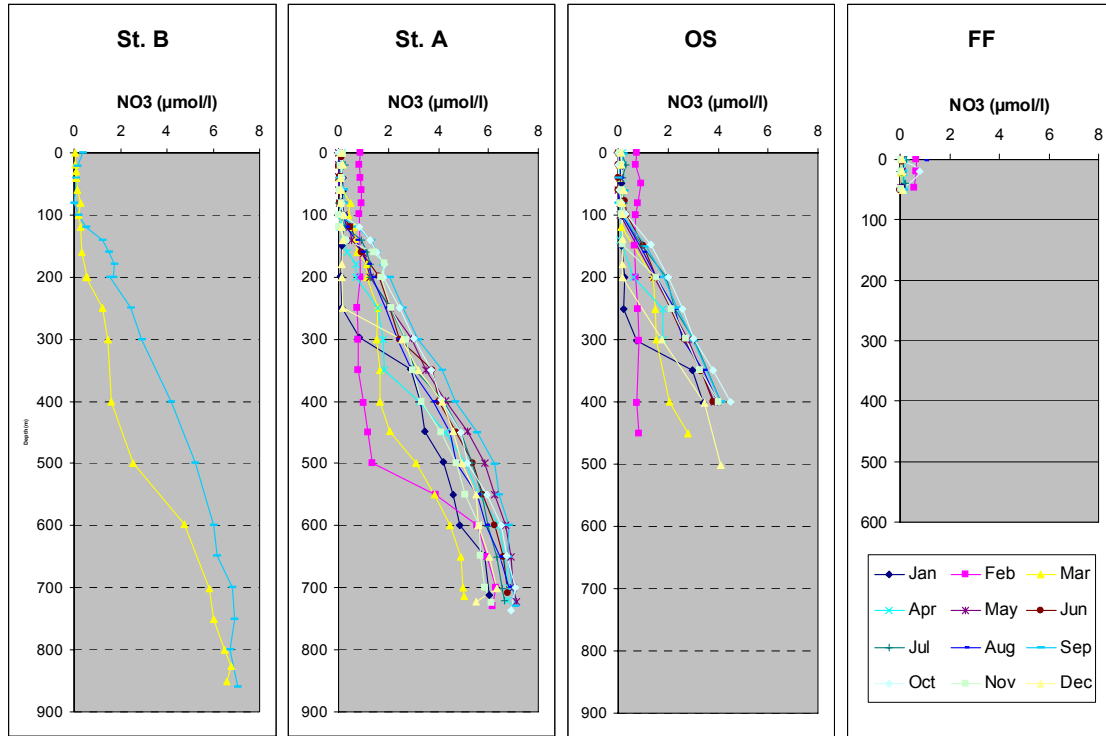 St. B
NO3 (µmol/l)
0 2 4 6 8
0
100
200
300
400
500
600
700
800
900
Depth(m)
St. A
NO3 (µmol/l)
0 2 4 6 8
0
100
200
300
400
500
600
700
800
900
OS
NO3 (µmol/l)
0 2 4 6 8
0
100
200
300
400
500
600
700
800
900
FF
NO3 (µmol/l)
0 2 4 6 8
0
100
200
300
400
500
600
Jan Feb Mar
Apr May Jun
Jul Aug Sep
Oct Nov Dec